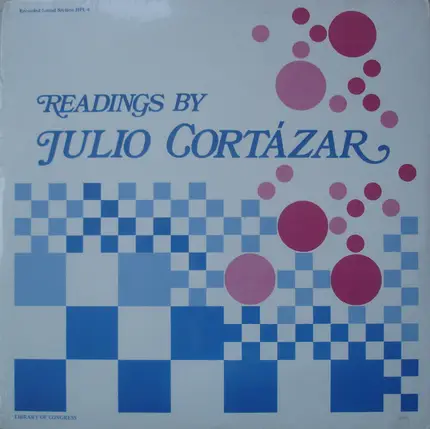 READINGS BY
JULIO CORTÁZAR
LIBRARY OF CONGRESS